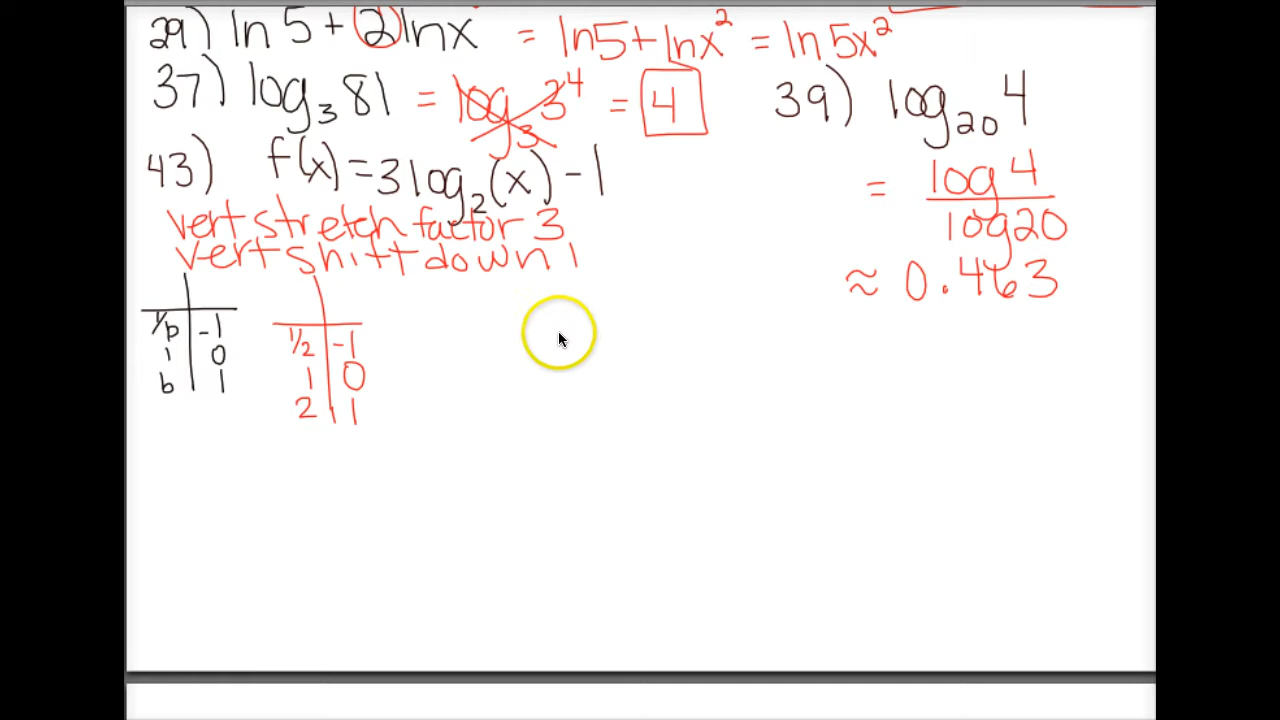 29) ln 5 + 2 ln x = ln5 + lnx² = ln 5x²
37) log₃ 81 = log₃ 3⁴ = 4
39) log₂₀ 4
= log 4 / log 20
≈ 0.463
43) f(x) = 3 log₂(x) - 1
vert stretch factor 3
vert shift down 1
1/b | -1
1 | 0
b | 1
1/2 | -1
1 | 0
2 | 1